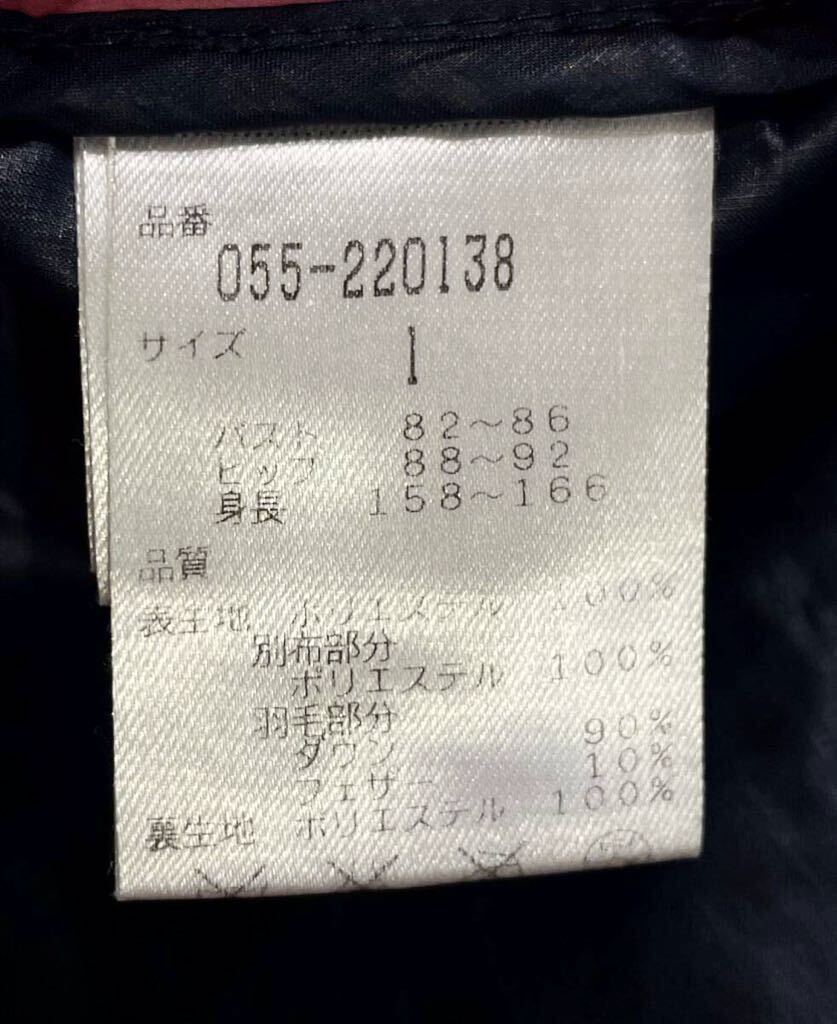 品番
055-220138
サイズ 1
バスト 82～86
ヒップ 88～92
身長 158～166
品質
表生地 ポリエステル 100%
別布部分
ポリエステル 100%
羽毛部分
ダウン 90%
フェザー 10%
裏生地 ポリエステル 100%